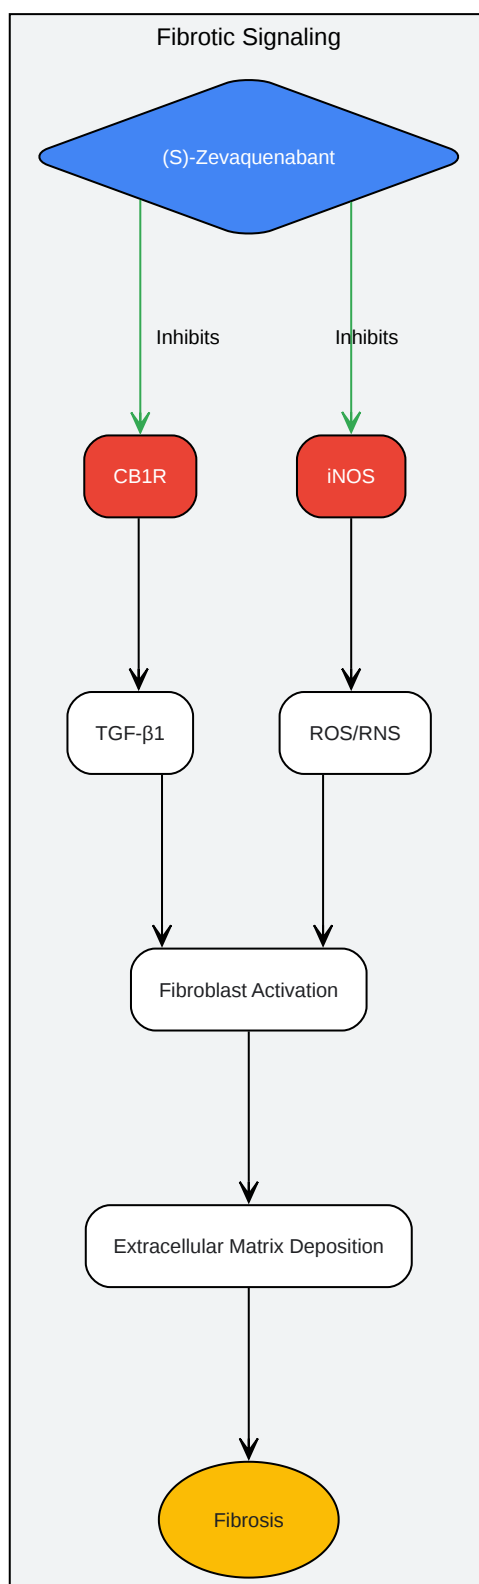 Fibrotic Signaling
(S)-Zevaquenabant
Inhibits
Inhibits
CB1R
iNOS
TGF-β1
ROS/RNS
Fibroblast Activation
Extracellular Matrix Deposition
Fibrosis